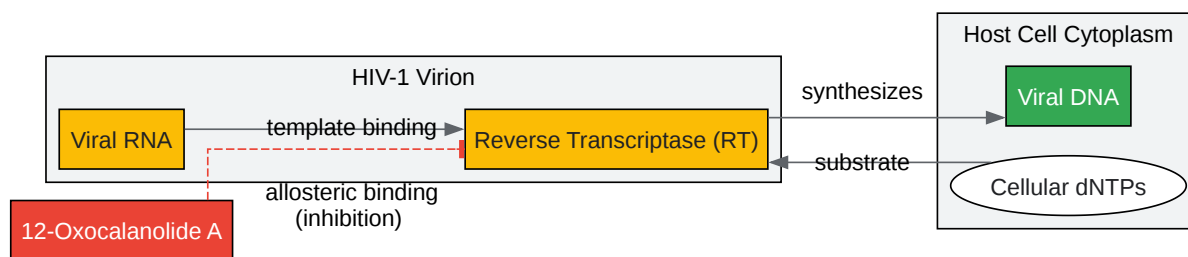 Host Cell Cytoplasm
HIV-1 Virion
synthesizes
Viral DNA
Viral RNA
template binding
Reverse Transcriptase (RT)
substrate
Cellular dNTPs
allosteric binding
(inhibition)
12-Oxocalanolide A